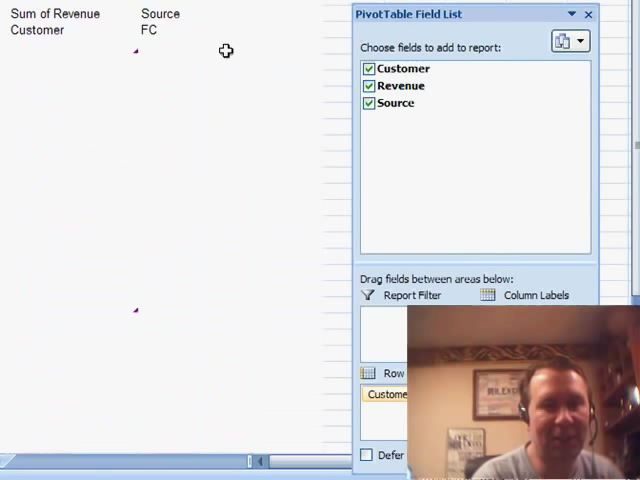 Sum of Revenue Source
Customer FC
PivotTable Field List
Choose fields to add to report:
Customer
Revenue
Source
Drag fields between areas below:
Report Filter
Column Labels
Row
Custome
Defer